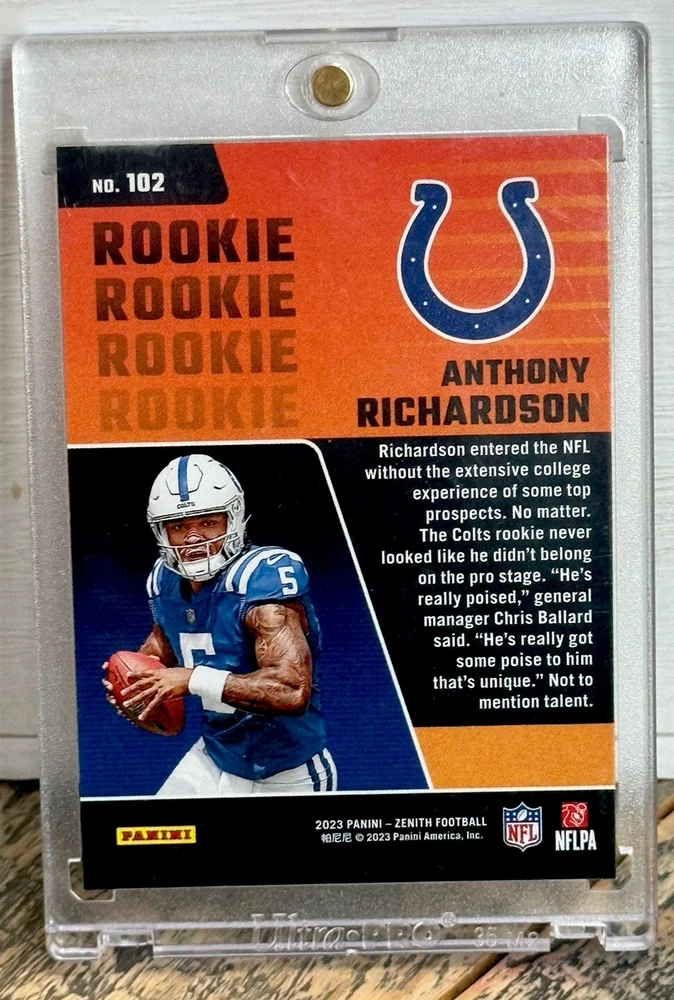 NO. 102
ROOKIE
ROOKIE
ROOKIE
ROOKIE
ANTHONY
RICHARDSON
Richardson entered the NFL
without the extensive college
experience of some top
prospects. No matter.
The Colts rookie never
looked like he didn't belong
on the pro stage. “He's
really poised,” general
manager Chris Ballard
said. “He's really got
some poise to him
that's unique.” Not to
mention talent.
COLTS
5
5
PANINI
2023 PANINI – ZENITH FOOTBALL
帕尼尼 © 2023 Panini America, Inc.
NFL
NFLPA
Ultra·PRO®